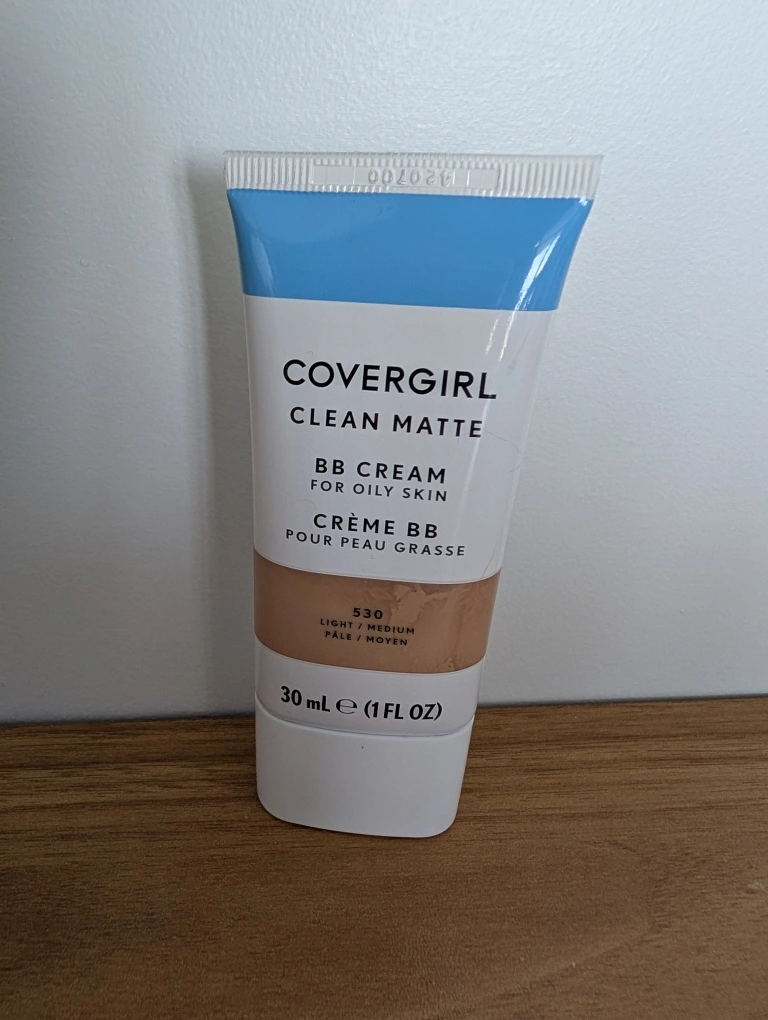 COVERGIRL
CLEAN MATTE
BB CREAM
FOR OILY SKIN
CRÈME BB
POUR PEAU GRASSE
530
LIGHT / MEDIUM
PÂLE / MOYEN
30 mL ℮ (1 FL OZ)